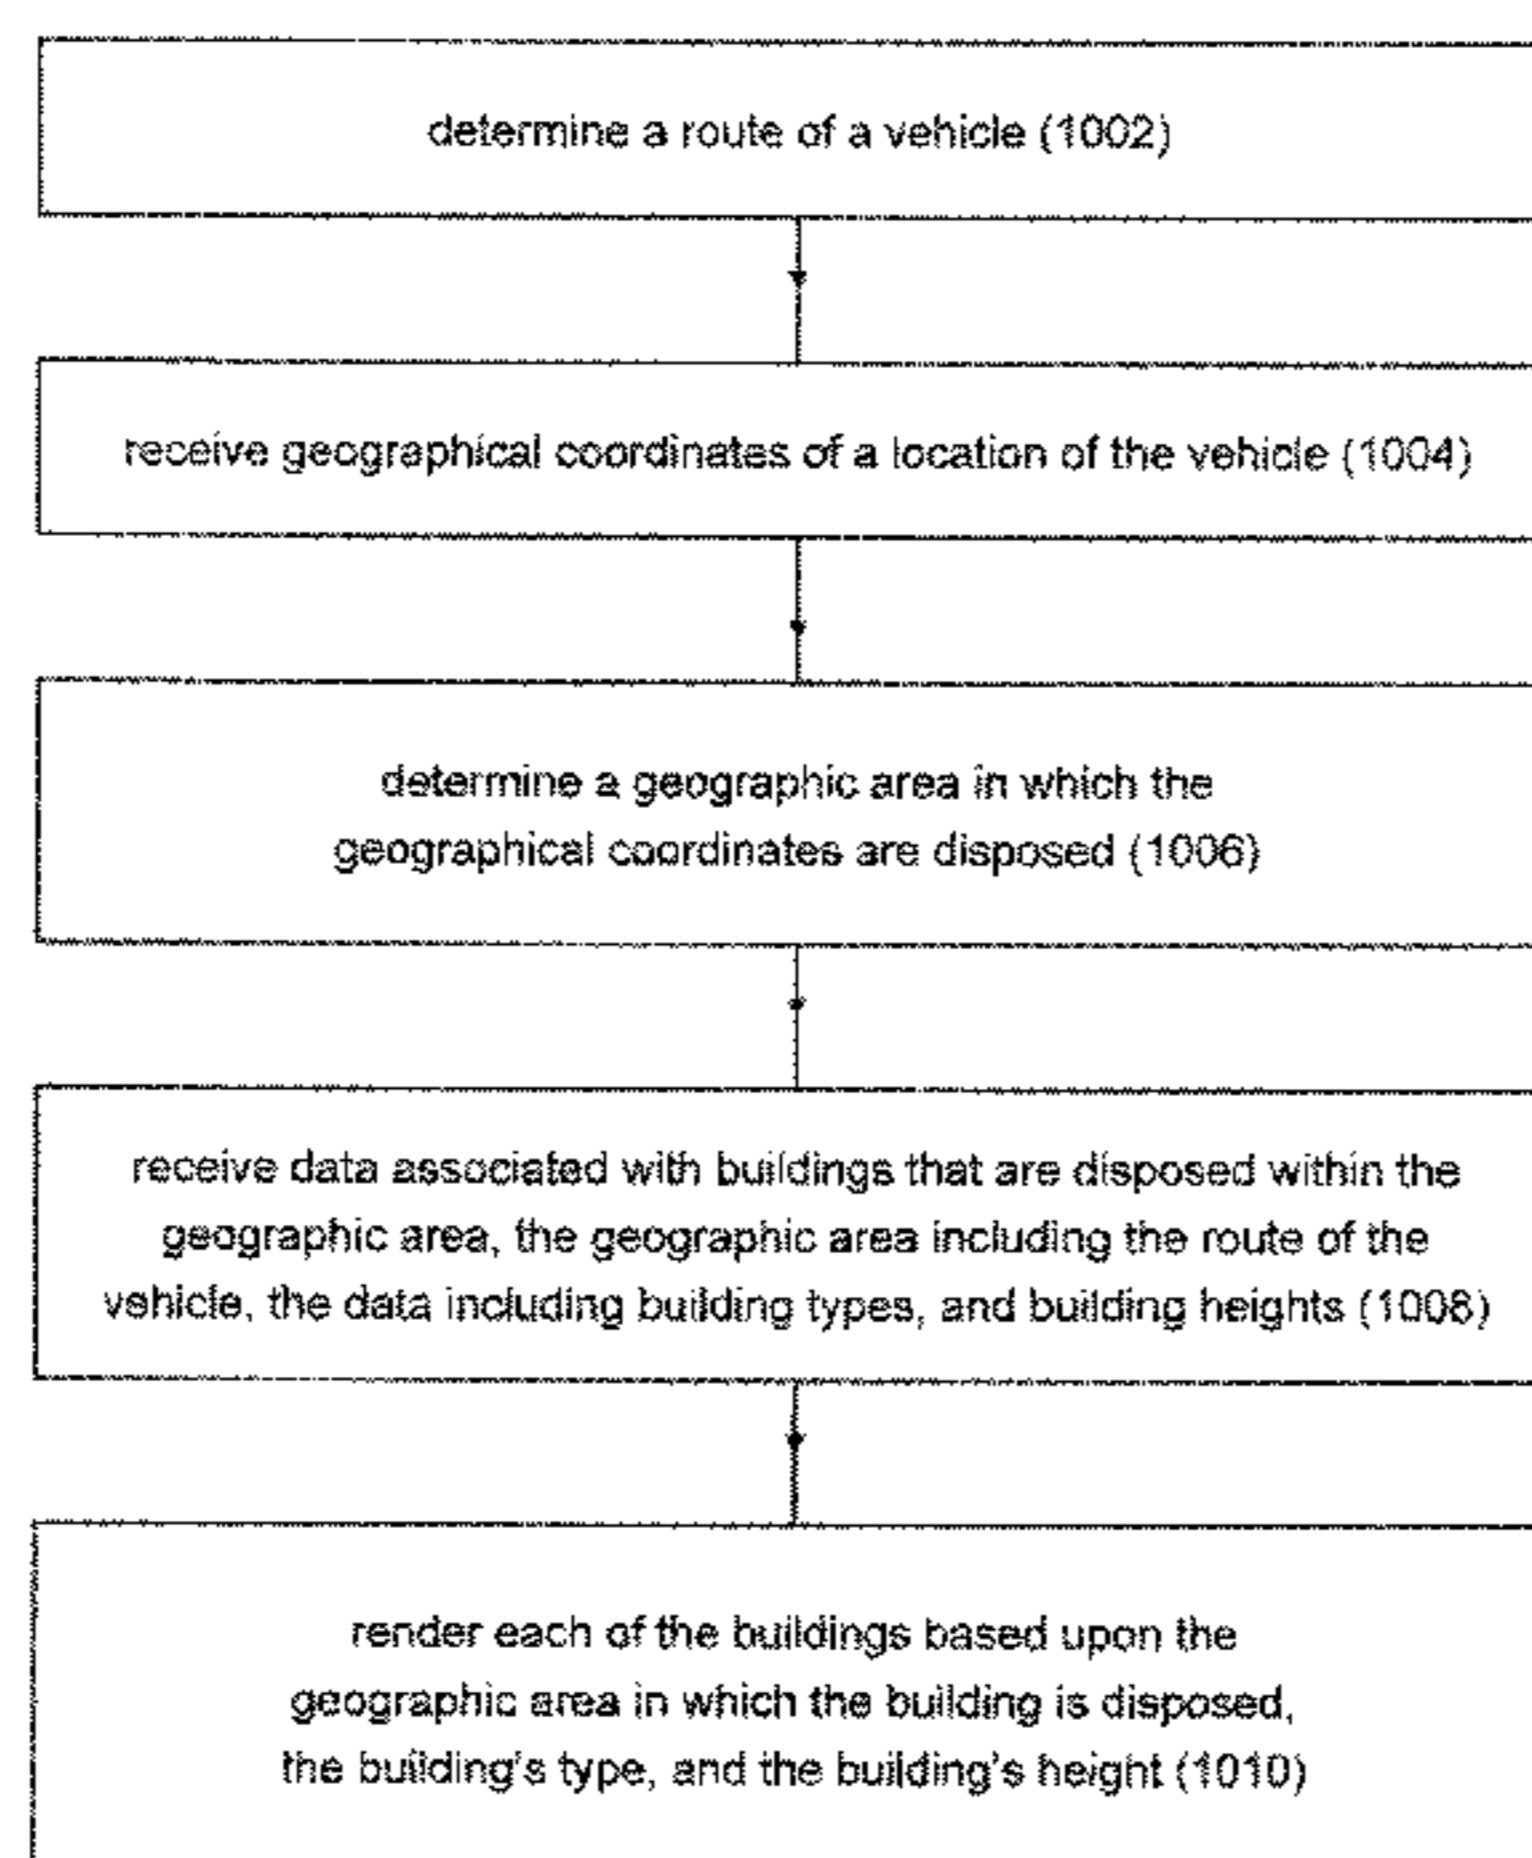 determine a route of a vehicle (1002)
receive geographical coordinates of a location of the vehicle (1004)
determine a geographic area in which the
geographical coordinates are disposed (1006)
receive data associated with buildings that are disposed within the
geographic area, the geographic area including the route of the
vehicle, the data including building types, and building heights (1008)
render each of the buildings based upon the
geographic area in which the building is disposed,
the building's type, and the building's height (1010)